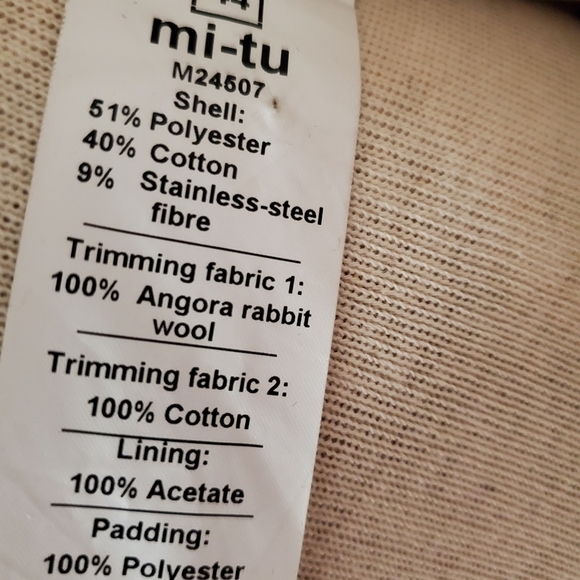 14
mi-tu
M24507
Shell:
51% Polyester
40% Cotton
9% Stainless-steel
fibre
Trimming fabric 1:
100% Angora rabbit
wool
Trimming fabric 2:
100% Cotton
Lining:
100% Acetate
Padding:
100% Polyester